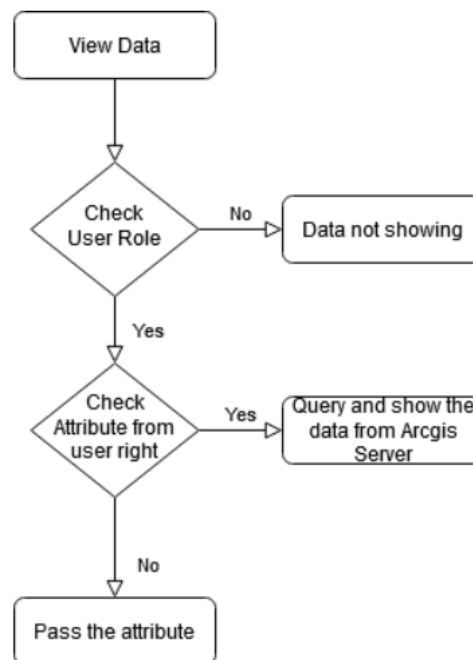 View Data
Check
User Role
No
Data not showing
Yes
Check
Attribute from
user right
Yes
Query and show the
data from Arcgis
Server
No
Pass the attribute